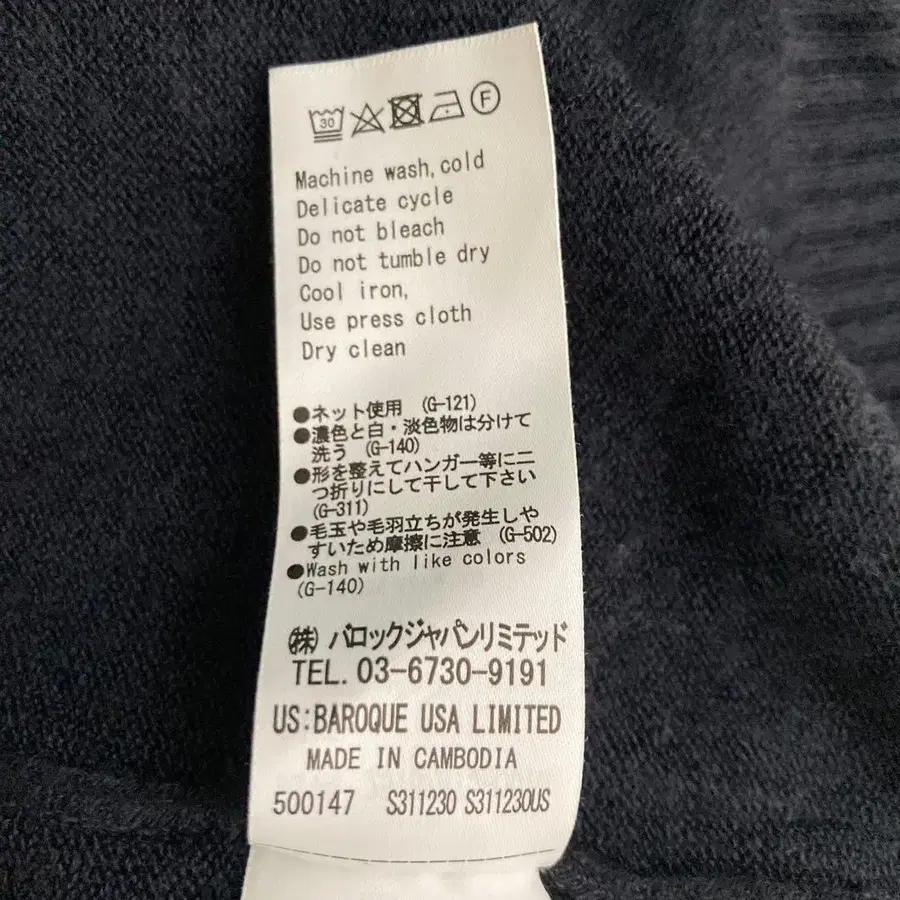 30 F
Machine wash, cold
Delicate cycle
Do not bleach
Do not tumble dry
Cool iron,
Use press cloth
Dry clean
●ネット使用 (G-121)
●濃色と白・淡色物は分けて
洗う (G-140)
●形を整えてハンガー等に二
つ折りにして干して下さい
(G-311)
●毛玉や毛羽立ちが発生しや
すいため摩擦に注意 (G-502)
●Wash with like colors
(G-140)
㈱ バロックジャパンリミテッド
TEL. 03-6730-9191
US:BAROQUE USA LIMITED
MADE IN CAMBODIA
500147 S311230 S311230US